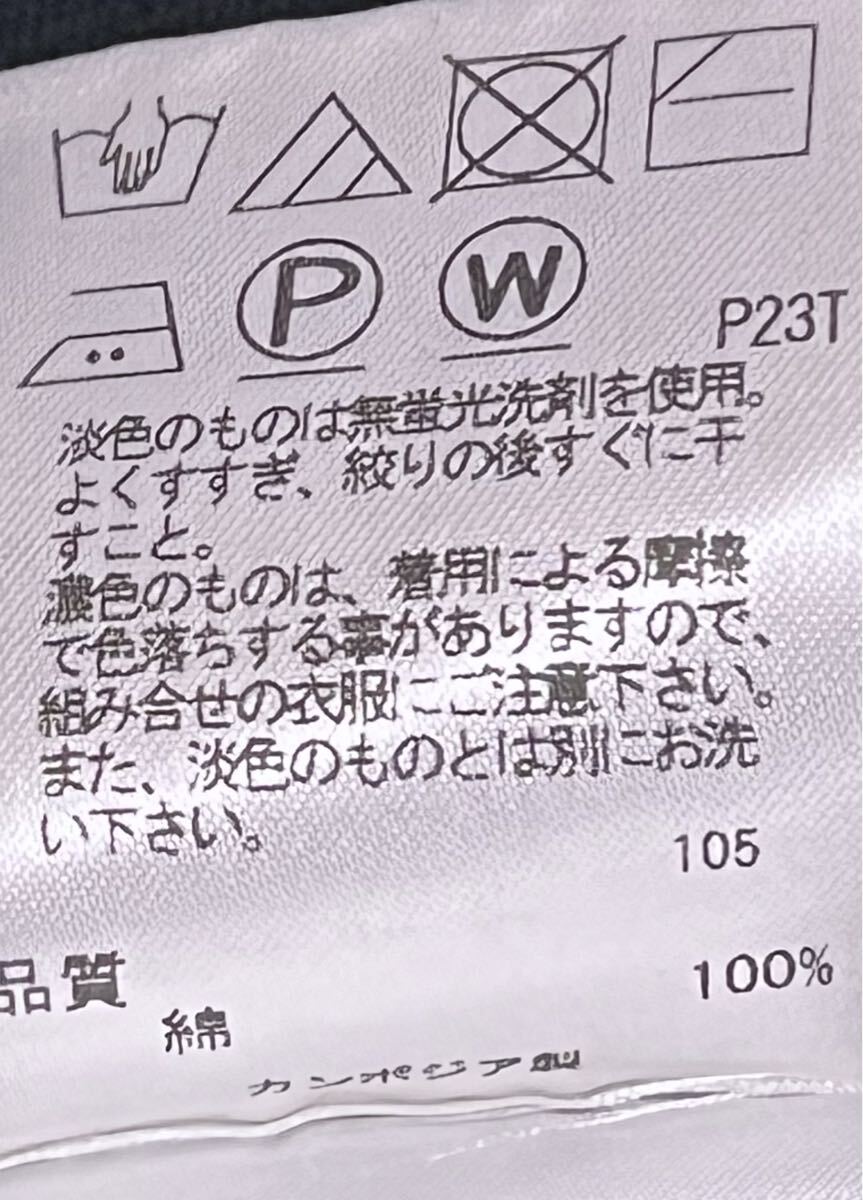 P W
P23T
淡色のものは無蛍光洗剤を使用。
よくすすぎ、絞りの後すぐに干
すこと。
濃色のものは、着用による摩擦
で色落ちする事がありますので、
組み合せの衣服にご注意下さい。
また、淡色のものとは別にお洗
い下さい。
105
品質
綿 100%
カンボジア製